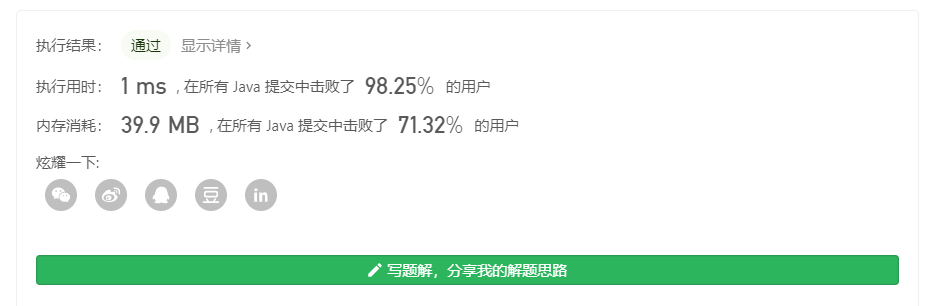 执行结果： 通过 显示详情 ›
执行用时： 1 ms , 在所有 Java 提交中击败了 98.25% 的用户
内存消耗： 39.9 MB , 在所有 Java 提交中击败了 71.32% 的用户
炫耀一下:
豆 in
写题解，分享我的解题思路